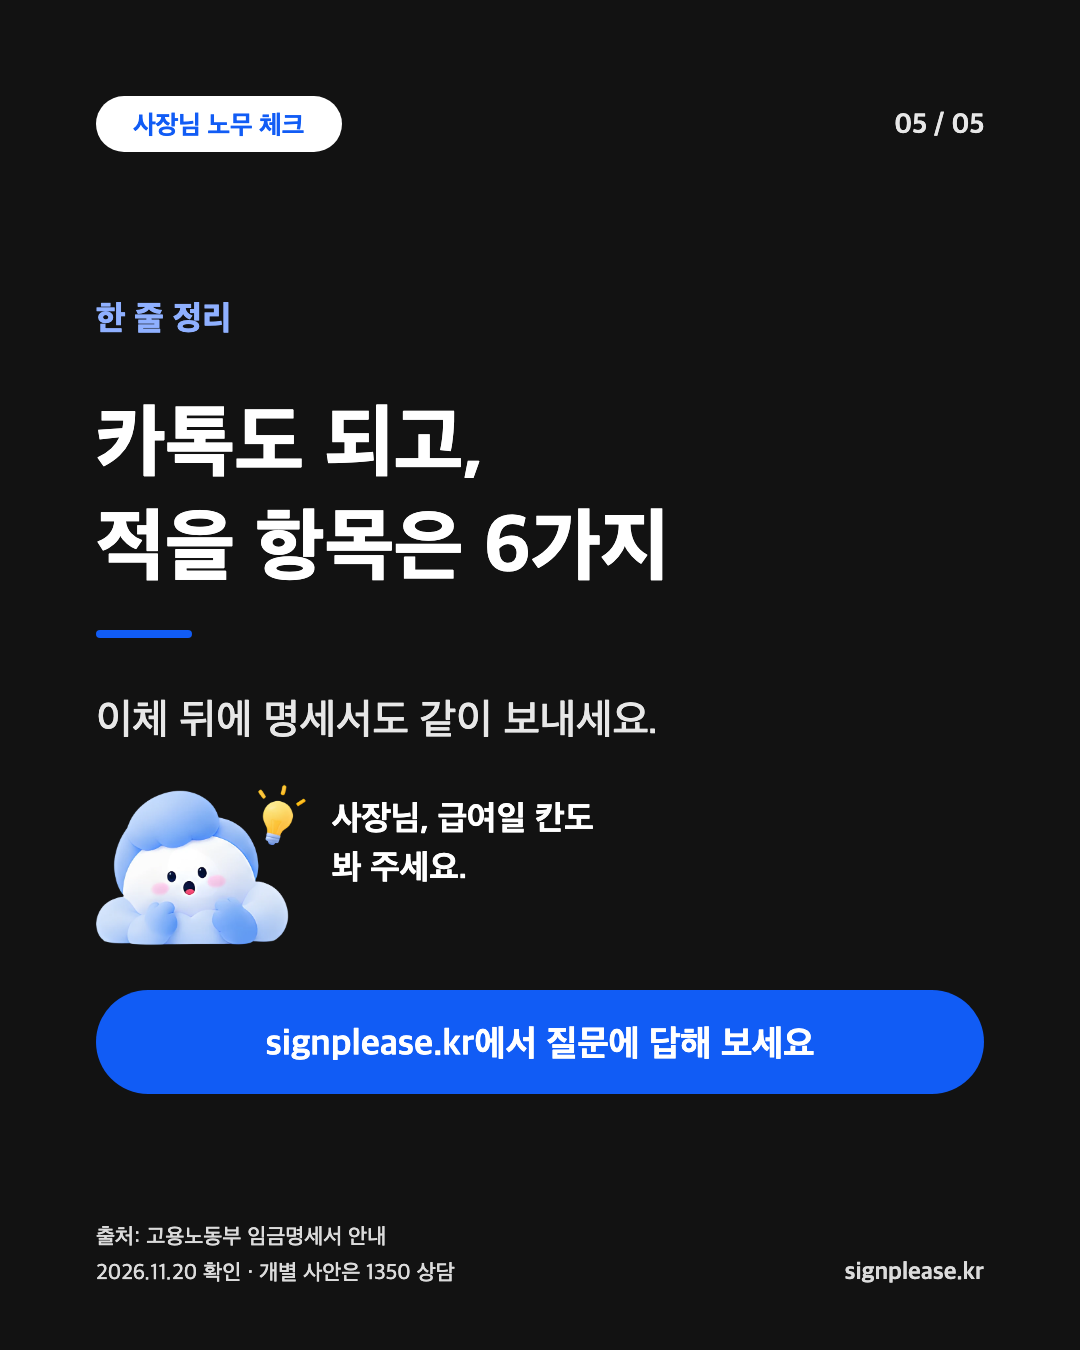 사장님 노무 체크
05 / 05
한 줄 정리
카톡도 되고,
적을 항목은 6가지
이체 뒤에 명세서도 같이 보내세요.
사장님, 급여일 칸도
봐 주세요.
signplease.kr에서 질문에 답해 보세요
출처: 고용노동부 임금명세서 안내
2026.11.20 확인 · 개별 사안은 1350 상담
signplease.kr